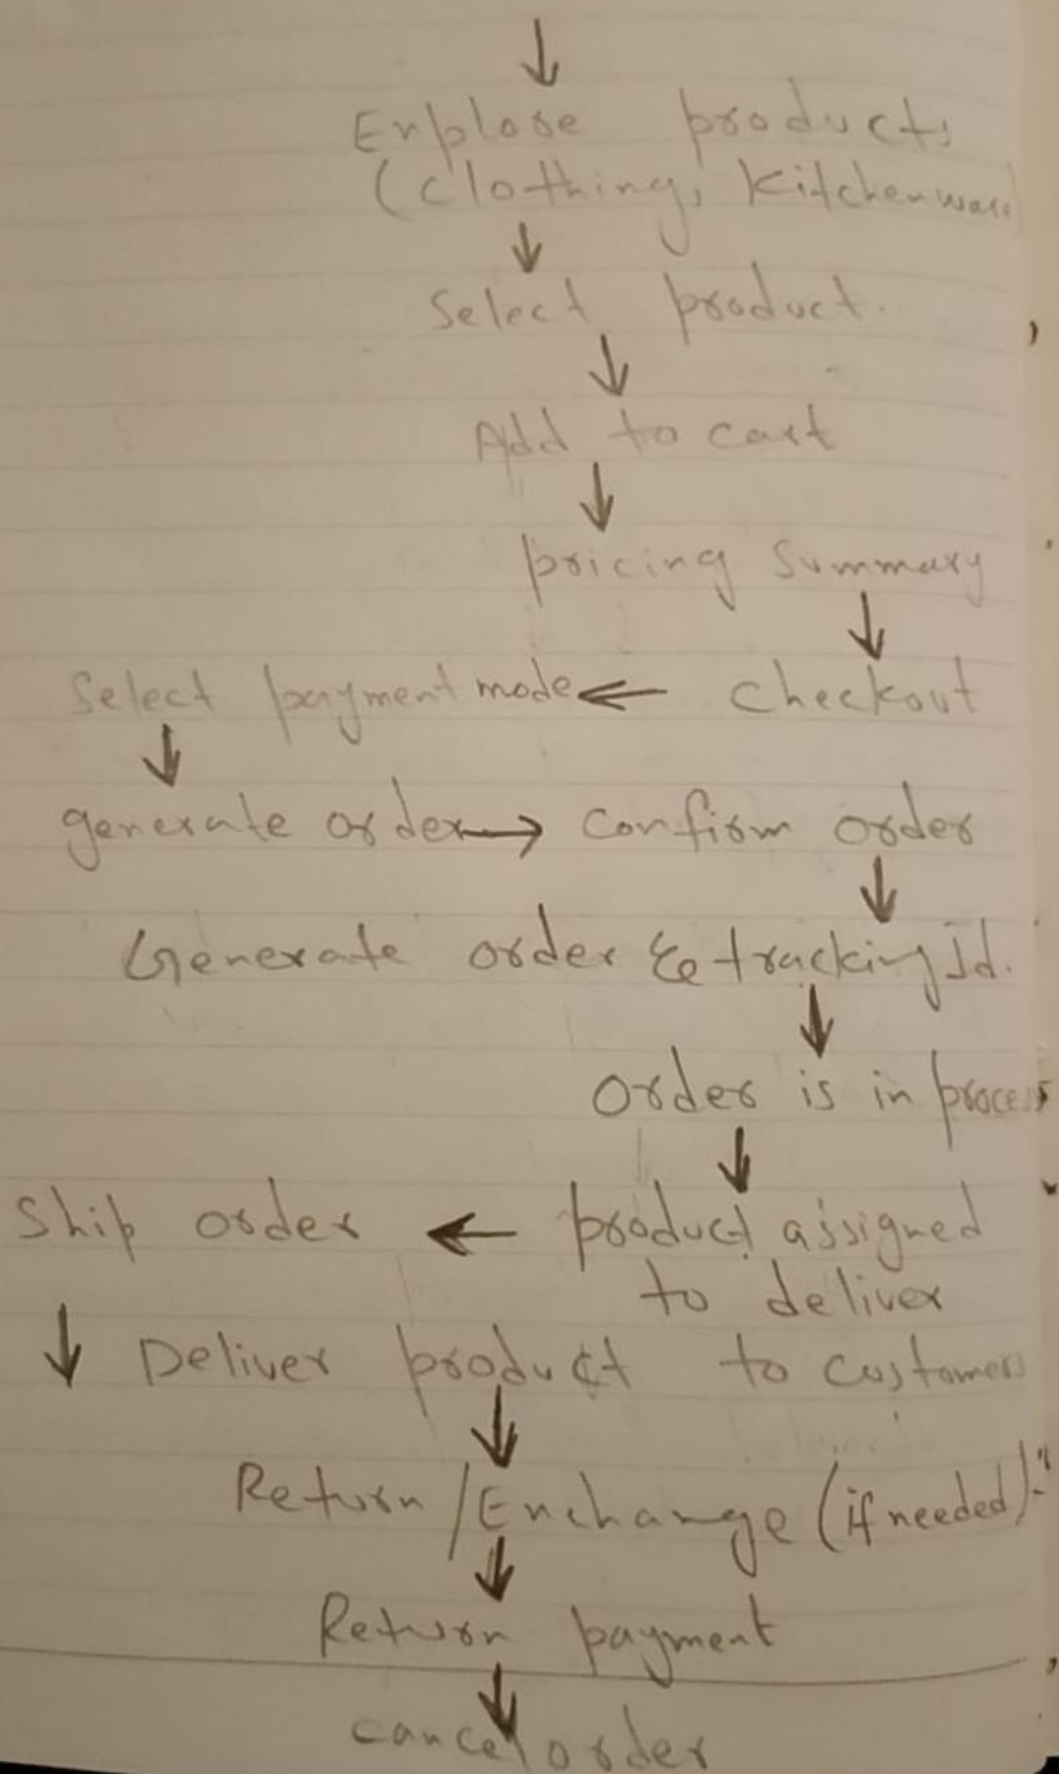 ↓
Explore products
(Clothing, Kitchenware)
↓
Select product.
↓
Add to cart
↓
pricing Summary
↓
Select payment mode ← Checkout
↓
generate order → confirm order
↓
Generate order & tracking Id.
↓
Order is in process
↓
Ship order ← product assigned
to deliver
↓ Deliver product to customers
↓
Return/Exchange (if needed)
↓
Return payment
↓
cancel order